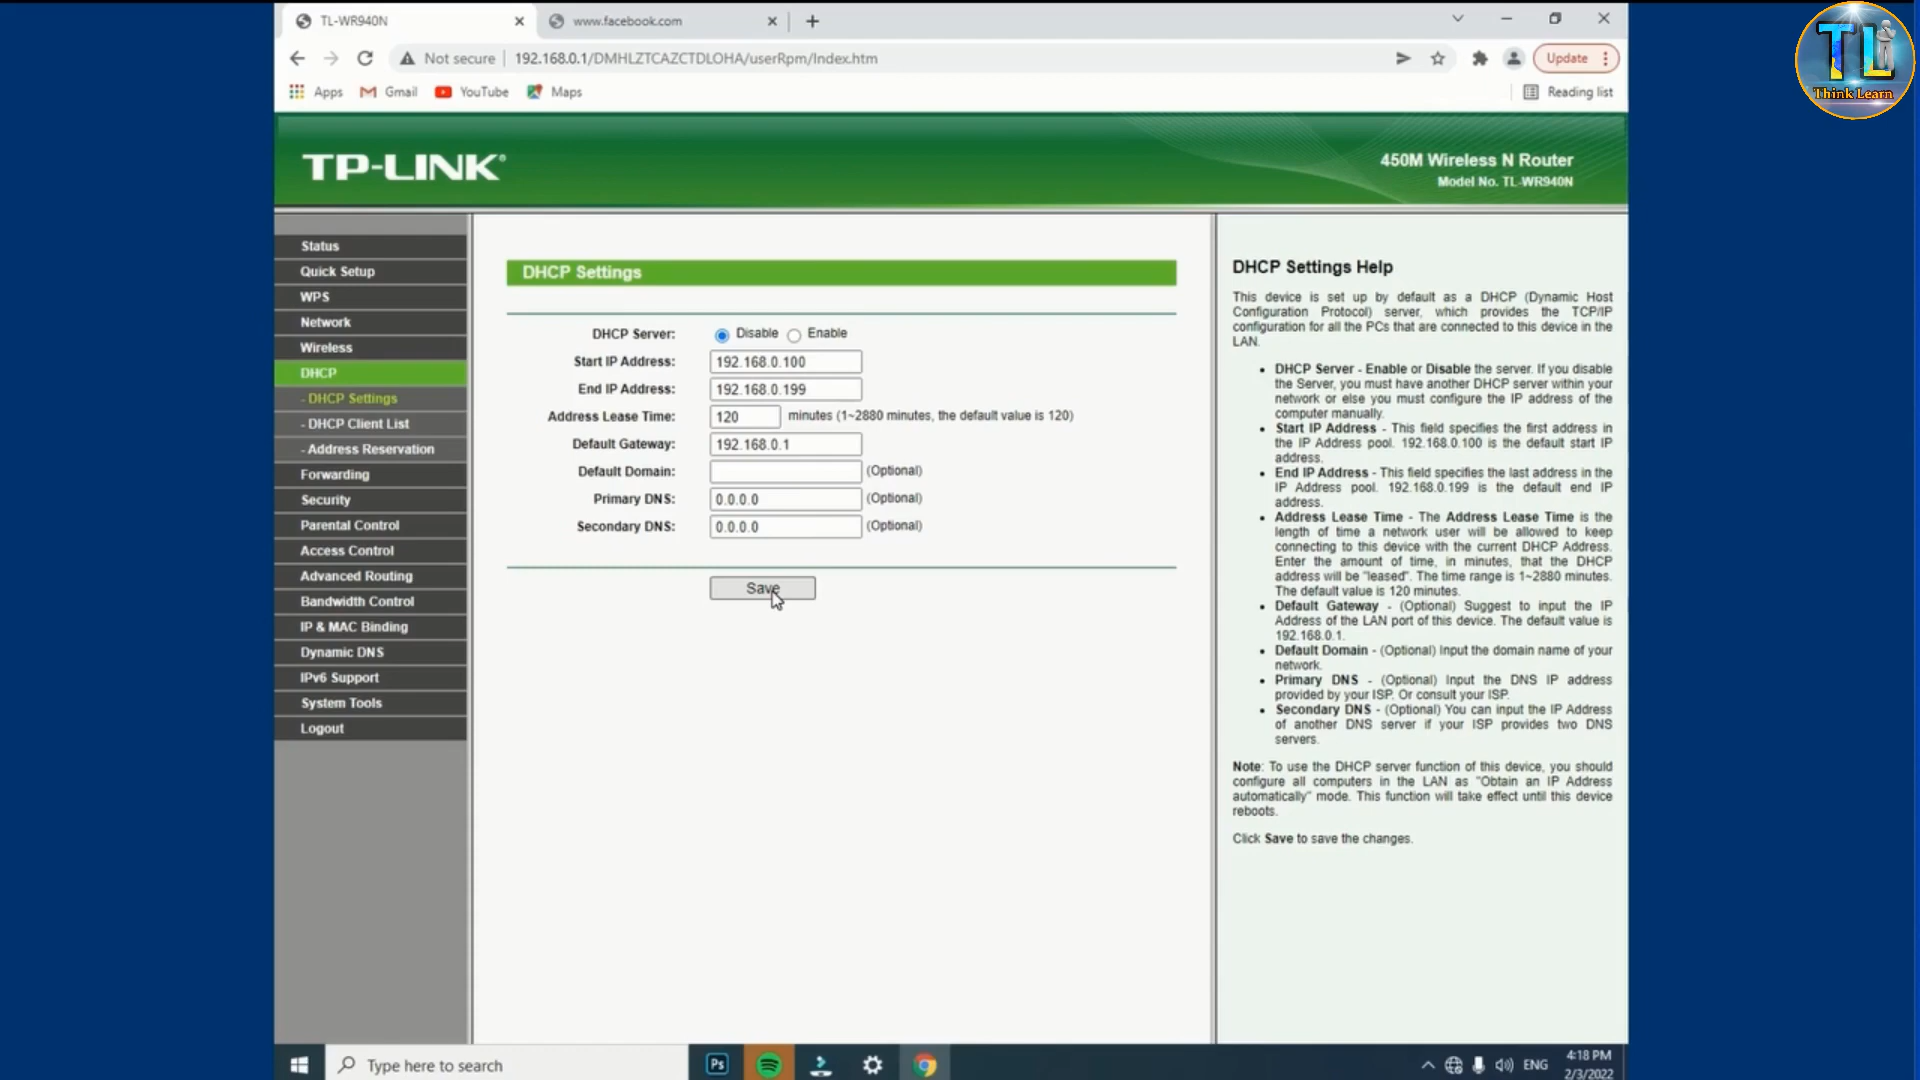 TL-WR940N
www.facebook.com
Not secure
192.168.0.1/DMHLZTCAZCTDLOHA/userRpm/Index.htm
Update
Apps
Gmail
YouTube
Maps
Reading list
TL
Think Learn
TP-LINK®
450M Wireless N Router
Model No. TL-WR940N
Status
Quick Setup
WPS
Network
Wireless
DHCP
- DHCP Settings
- DHCP Client List
- Address Reservation
Forwarding
Security
Parental Control
Access Control
Advanced Routing
Bandwidth Control
IP & MAC Binding
Dynamic DNS
IPv6 Support
System Tools
Logout
DHCP Settings
DHCP Server: Disable Enable
Start IP Address: 192.168.0.100
End IP Address: 192.168.0.199
Address Lease Time: 120 minutes (1~2880 minutes, the default value is 120)
Default Gateway: 192.168.0.1
Default Domain: (Optional)
Primary DNS: 0.0.0.0 (Optional)
Secondary DNS: 0.0.0.0 (Optional)
Save
DHCP Settings Help
This device is set up by default as a DHCP (Dynamic Host
Configuration Protocol) server, which provides the TCP/IP
configuration for all the PCs that are connected to this device in the
LAN.
• DHCP Server - Enable or Disable the server. If you disable
the Server, you must have another DHCP server within your
network or else you must configure the IP address of the
computer manually.
• Start IP Address - This field specifies the first address in
the IP Address pool. 192.168.0.100 is the default start IP
address.
• End IP Address - This field specifies the last address in the
IP Address pool. 192.168.0.199 is the default end IP
address.
• Address Lease Time - The Address Lease Time is the
length of time a network user will be allowed to keep
connecting to this device with the current DHCP Address.
Enter the amount of time, in minutes, that the DHCP
address will be "leased". The time range is 1~2880 minutes.
The default value is 120 minutes.
• Default Gateway - (Optional) Suggest to input the IP
Address of the LAN port of this device. The default value is
192.168.0.1.
• Default Domain - (Optional) Input the domain name of your
network.
• Primary DNS - (Optional) Input the DNS IP address
provided by your ISP. Or consult your ISP.
• Secondary DNS - (Optional) You can input the IP Address
of another DNS server if your ISP provides two DNS
servers.
Note: To use the DHCP server function of this device, you should
configure all computers in the LAN as "Obtain an IP Address
automatically" mode. This function will take effect until this device
reboots.
Click Save to save the changes.
Type here to search
Ps
ENG
4:18 PM
2/3/2022